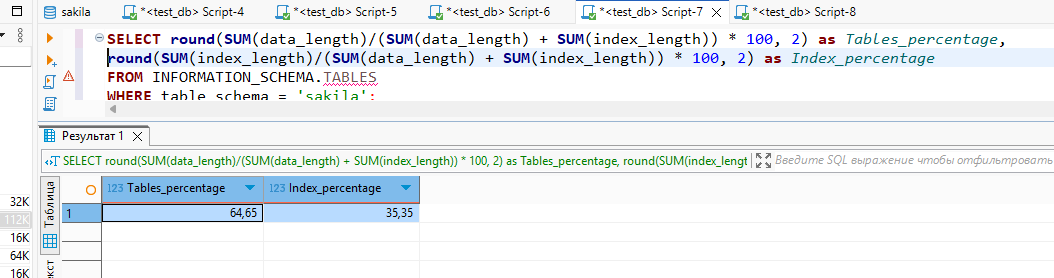 sakila
*<test_db> Script-4
*<test_db> Script-5
*<test_db> Script-6
*<test_db> Script-7
*<test_db> Script-8
SELECT round(SUM(data_length)/(SUM(data_length) + SUM(index_length)) * 100, 2) as Tables_percentage,
round(SUM(index_length)/(SUM(data_length) + SUM(index_length)) * 100, 2) as Index_percentage
FROM INFORMATION_SCHEMA.TABLES
WHERE table_schema = 'sakila';
Результат 1
SELECT round(SUM(data_length)/(SUM(data_length) + SUM(index_length)) * 100, 2) as Tables_percentage, round(SUM(index_lengt
Введите SQL выражение чтобы отфильтровать
Таблица
123 Tables_percentage
123 Index_percentage
1
64,65
35,35
32K
112K
16K
64K
16K